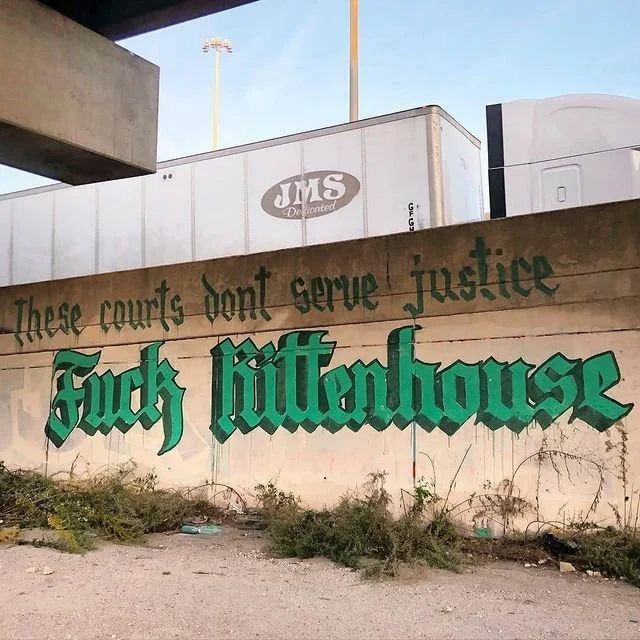 JMS
Dedicated
These courts dont serve justice
Fuck Rittenhouse